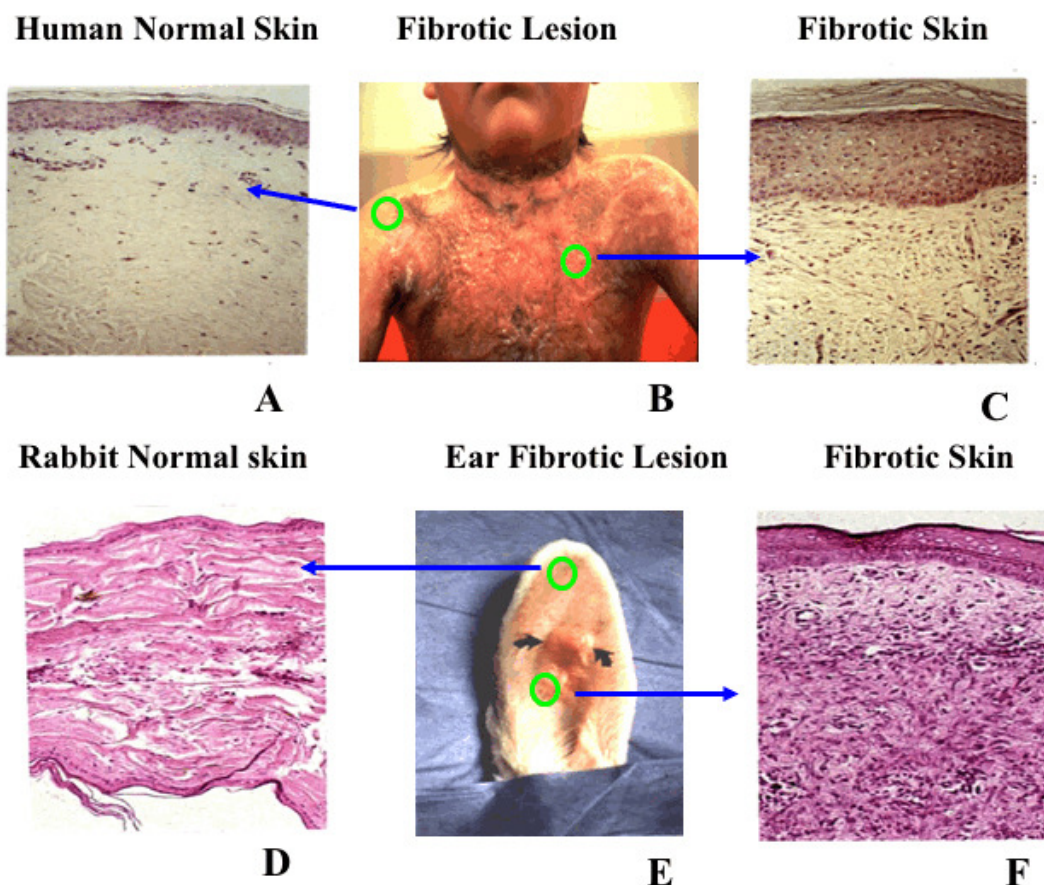 Human Normal Skin
Fibrotic Lesion
Fibrotic Skin
A
B
C
Rabbit Normal skin
Ear Fibrotic Lesion
Fibrotic Skin
D
E
F